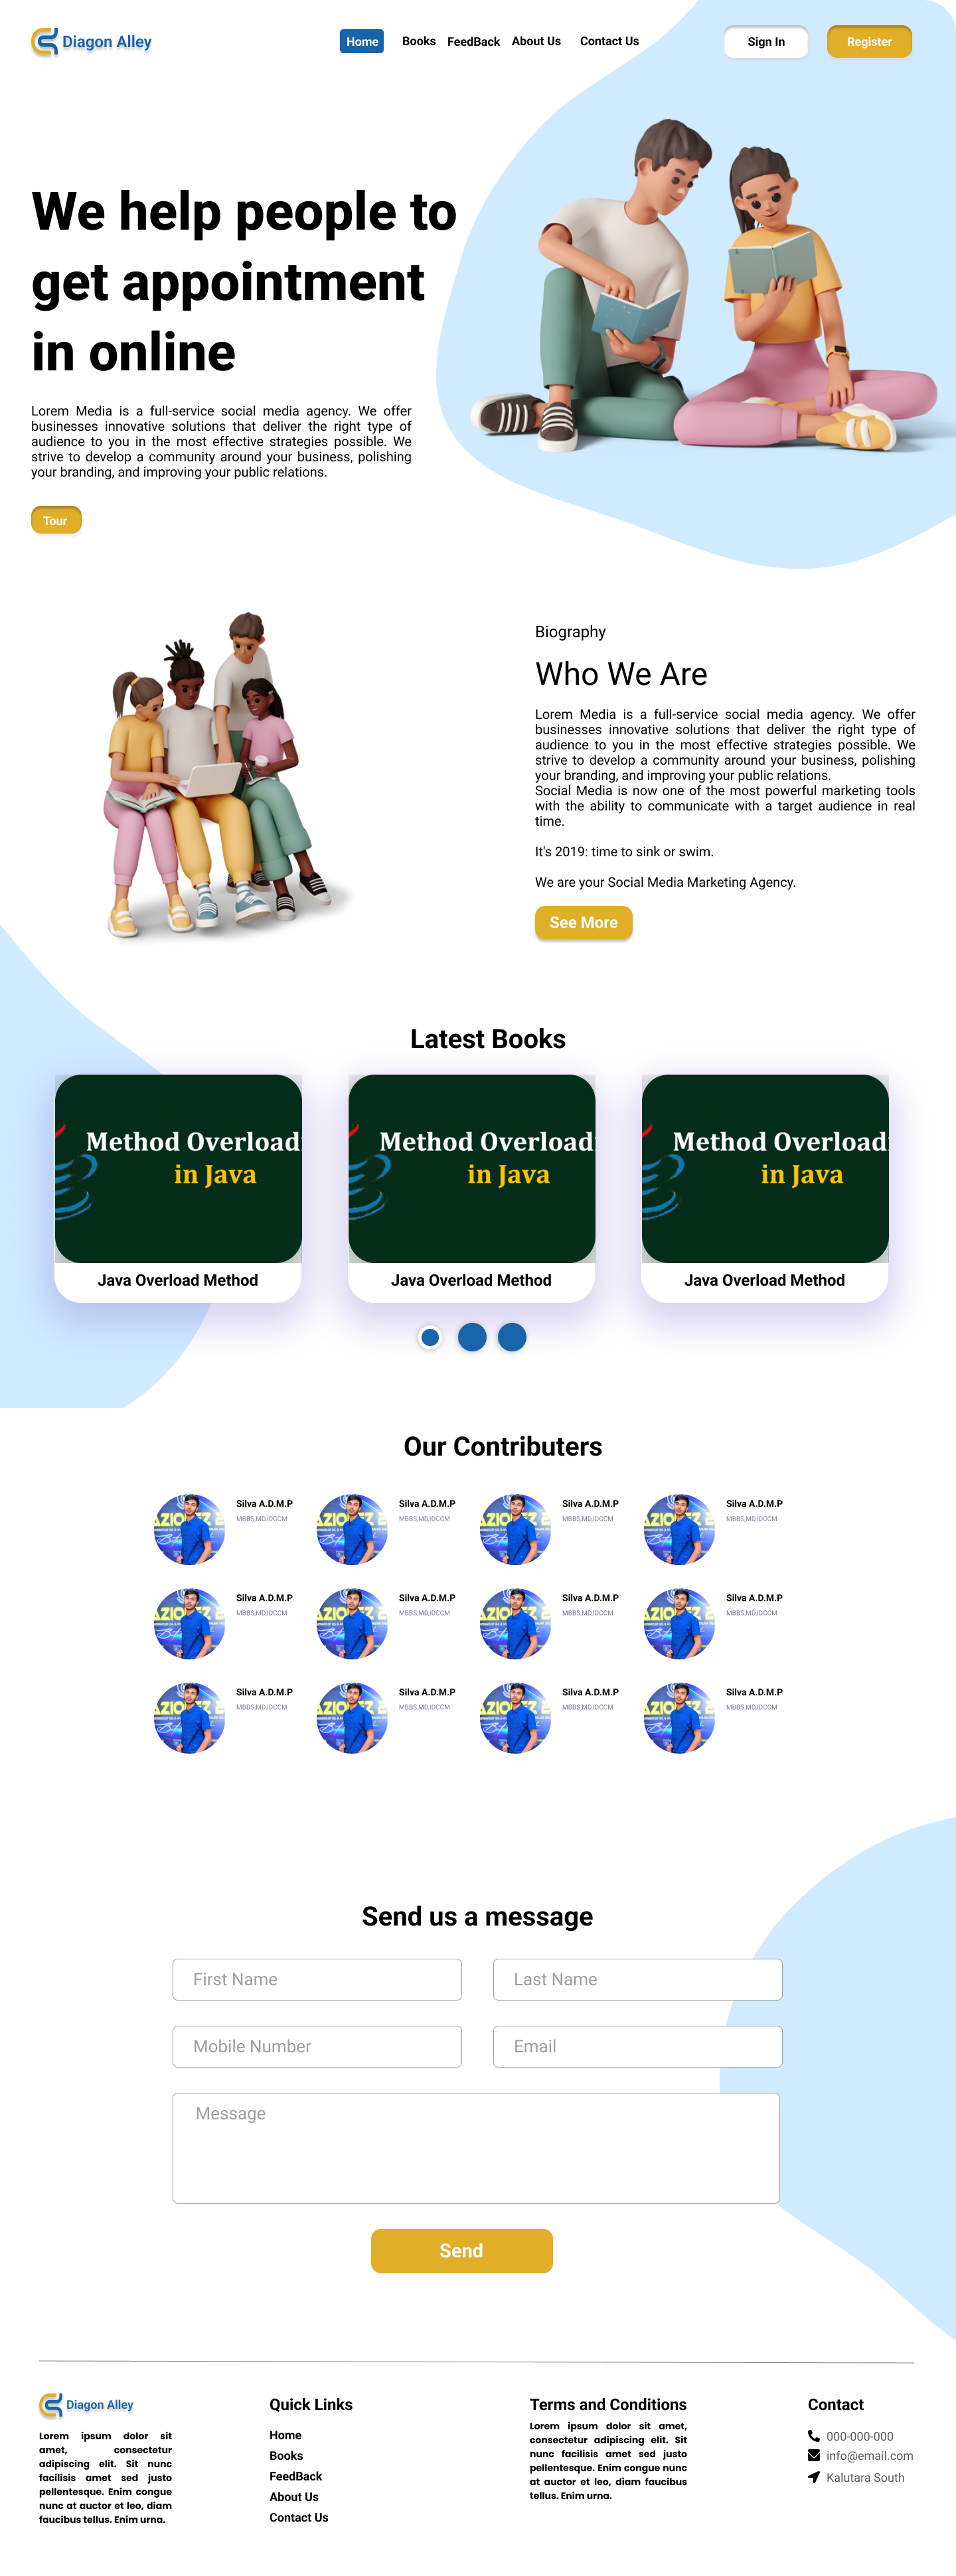 Diagon Alley
Home Books FeedBack About Us Contact Us
Sign In Register
We help people to
get appointment
in online
Lorem Media is a full-service social media agency. We offer
businesses innovative solutions that deliver the right type of
audience to you in the most effective strategies possible. We
strive to develop a community around your business, polishing
your branding, and improving your public relations.
Tour
Biography
Who We Are
Lorem Media is a full-service social media agency. We offer
businesses innovative solutions that deliver the right type of
audience to you in the most effective strategies possible. We
strive to develop a community around your business, polishing
your branding, and improving your public relations.
Social Media is now one of the most powerful marketing tools
with the ability to communicate with a target audience in real
time.
It's 2019: time to sink or swim.
We are your Social Media Marketing Agency.
See More
Latest Books
Method Overload
in Java
Java Overload Method
Method Overload
in Java
Java Overload Method
Method Overload
in Java
Java Overload Method
Our Contributers
Silva A.D.M.P
MBBS,MD,IDCCM
Silva A.D.M.P
MBBS,MD,IDCCM
Silva A.D.M.P
MBBS,MD,IDCCM
Silva A.D.M.P
MBBS,MD,IDCCM
Silva A.D.M.P
MBBS,MD,IDCCM
Silva A.D.M.P
MBBS,MD,IDCCM
Silva A.D.M.P
MBBS,MD,IDCCM
Silva A.D.M.P
MBBS,MD,IDCCM
Silva A.D.M.P
MBBS,MD,IDCCM
Silva A.D.M.P
MBBS,MD,IDCCM
Silva A.D.M.P
MBBS,MD,IDCCM
Silva A.D.M.P
MBBS,MD,IDCCM
Send us a message
First Name
Last Name
Mobile Number
Email
Message
Send
Diagon Alley
Lorem ipsum dolor sit
amet, consectetur
adipiscing elit. Sit nunc
facilisis amet sed justo
pellentesque. Enim congue
nunc at auctor et leo, diam
faucibus tellus. Enim urna.
Quick Links
Home
Books
FeedBack
About Us
Contact Us
Terms and Conditions
Lorem ipsum dolor sit amet,
consectetur adipiscing elit. Sit
nunc facilisis amet sed justo
pellentesque. Enim congue nunc
at auctor et leo, diam faucibus
tellus. Enim urna.
Contact
000-000-000
info@email.com
Kalutara South